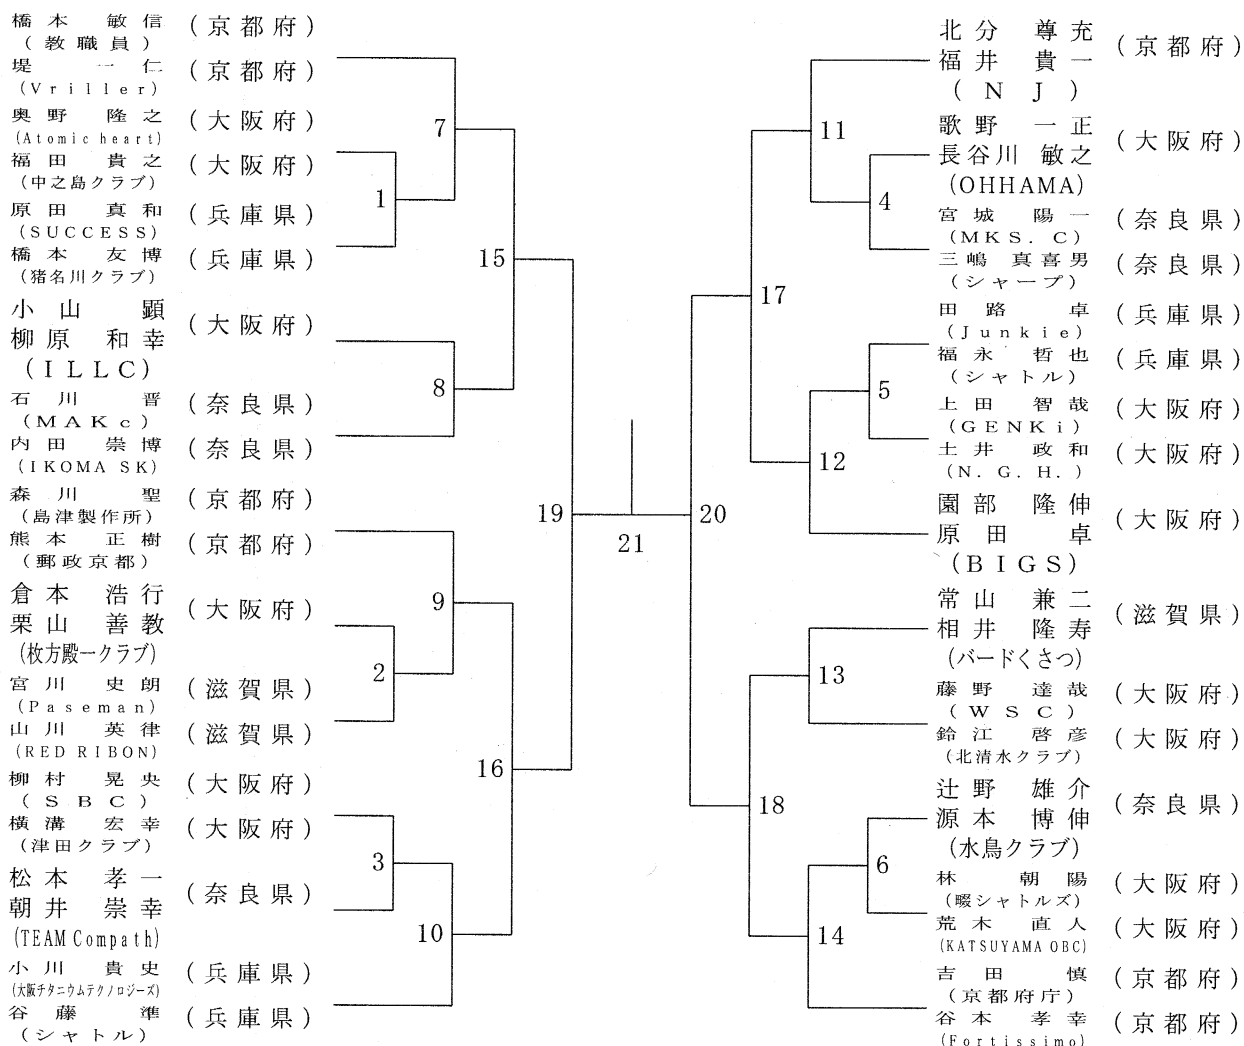 橋本 敏信 (京都府)
(教職員)
堤 一仁 (京都府)
(Vriller)
奥野 隆之 (大阪府)
(Atomic heart)
福田 貴之 (大阪府)
(中之島クラブ)
原田 真和 (兵庫県)
(SUCCESS)
橋本 友博 (兵庫県)
(猪名川クラブ)
小山 顕
柳原 和幸 (大阪府)
(ILLC)
石川 晋 (奈良県)
(MAKc)
内田 崇博 (奈良県)
(IKOMA SK)
森川 聖 (京都府)
(島津製作所)
熊本 正樹 (京都府)
(郵政京都)
倉本 浩行
栗山 善教 (大阪府)
(枚方殿一クラブ)
宮川 史朗 (滋賀県)
(Paseman)
山川 英律 (滋賀県)
(RED RIBON)
柳村 晃央 (大阪府)
(SBC)
横溝 宏幸 (大阪府)
(津田クラブ)
松本 孝一
朝井 崇幸 (奈良県)
(TEAM Compath)
小川 貴史 (兵庫県)
(大阪チタニウムテクノロジーズ)
谷藤 準 (兵庫県)
(シャトル)
7
1
15
8
19
9
2
16
3
10
21
20
11
4
17
5
12
13
18
6
14
北分 尊充
福井 貴一 (京都府)
(NJ)
歌野 一正
長谷川 敏之 (大阪府)
(OHHAMA)
宮城 陽一 (奈良県)
(MKS. C)
三嶋 真喜男 (奈良県)
(シャープ)
田路 卓 (兵庫県)
(Junkie)
福永 哲也 (兵庫県)
(シャトル)
上田 智哉 (大阪府)
(GENKi)
土井 政和 (大阪府)
(N. G. H.)
園部 隆伸
原田 卓 (大阪府)
(BIGS)
常山 兼二
相井 隆寿 (滋賀県)
(バードくさつ)
藤野 達哉 (大阪府)
(WSC)
鈴江 啓彦 (大阪府)
(北清水クラブ)
辻野 雄介
源本 博伸 (奈良県)
(水鳥クラブ)
林 朝陽 (大阪府)
(畷シャトルズ)
荒木 直人 (大阪府)
(KATSUYAMA OBC)
吉田 慎 (京都府)
(京都府庁)
谷本 孝幸 (京都府)
(Fortissimo)